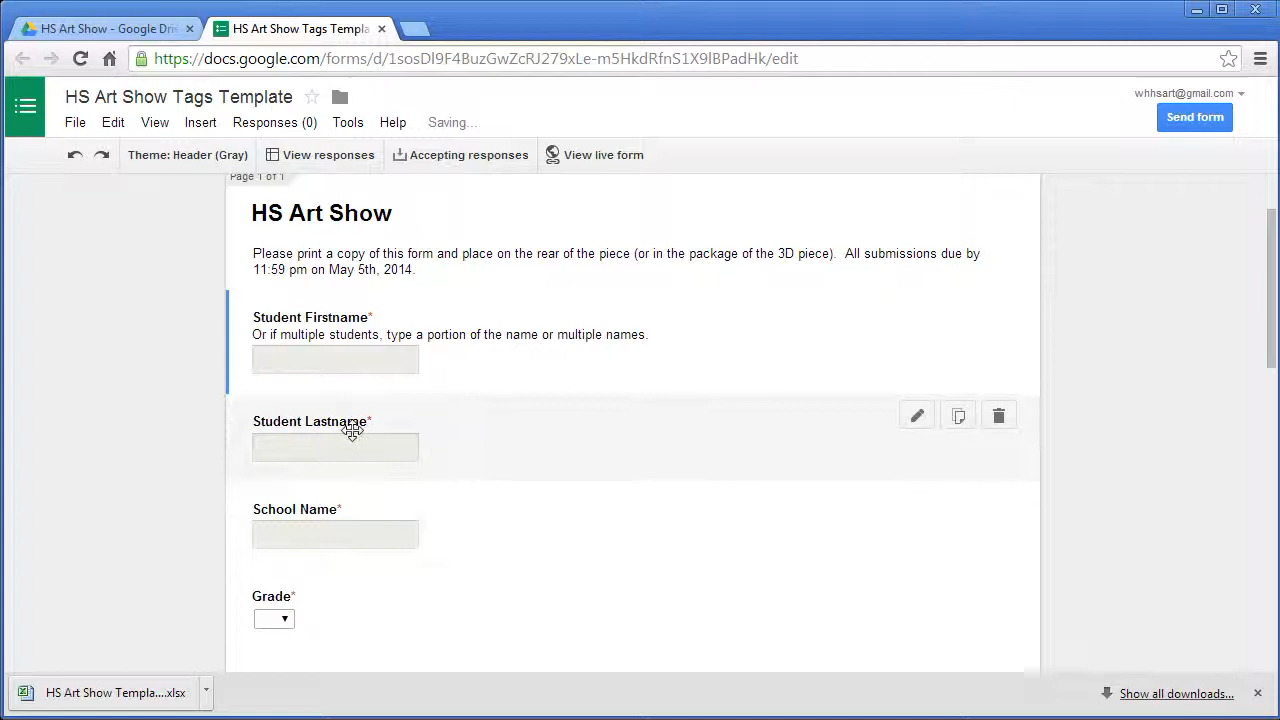 HS Art Show - Google Driv
HS Art Show Tags Templa
https://docs.google.com/forms/d/1sosDl9F4BuzGwZcRJ279xLe-m5HkdRfnS1X9lBPadHk/edit
HS Art Show Tags Template
whhsart@gmail.com
File Edit View Insert Responses (0) Tools Help Saving...
Send form
Theme: Header (Gray) View responses Accepting responses View live form
Page 1 of 1
HS Art Show
Please print a copy of this form and place on the rear of the piece (or in the package of the 3D piece). All submissions due by
11:59 pm on May 5th, 2014.
Student Firstname*
Or if multiple students, type a portion of the name or multiple names.
Student Lastname*
School Name*
Grade*
HS Art Show Templa....xlsx
Show all downloads...